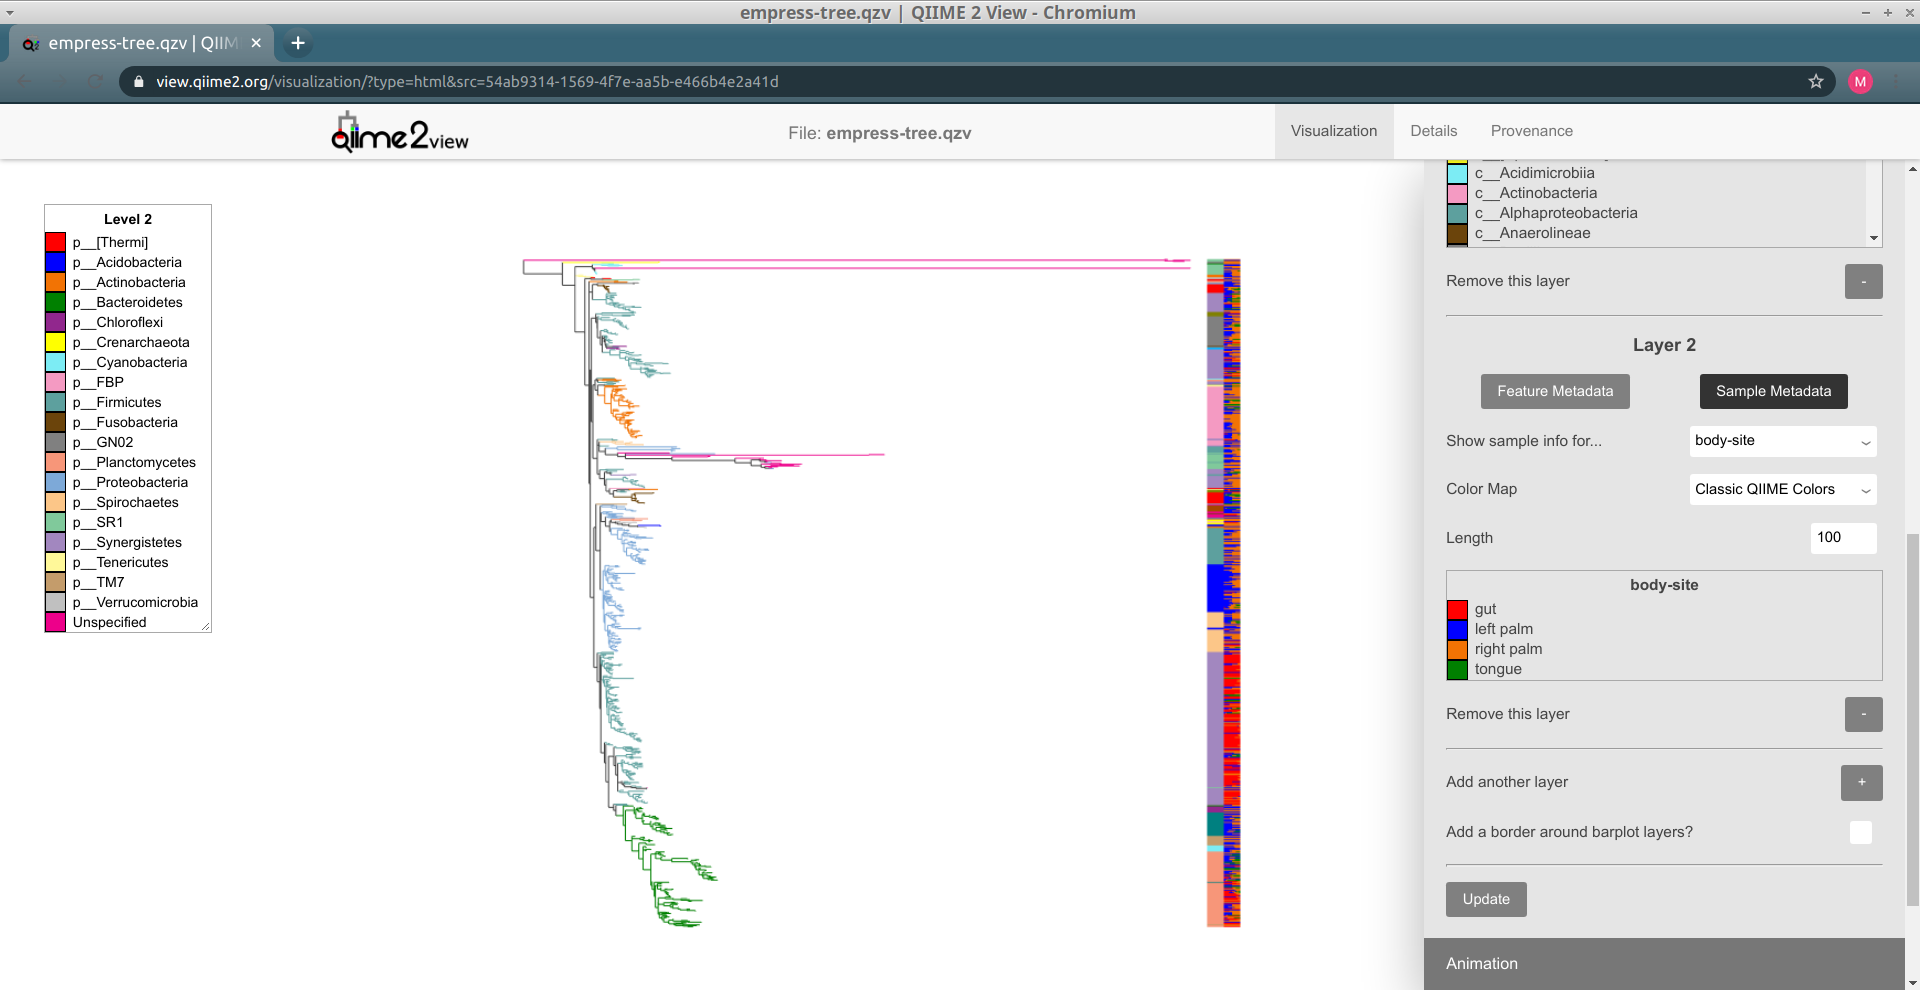 empress-tree.qzv | QIIME 2 View - Chromium
empress-tree.qzv | QIIM
view.qiime2.org/visualization/?type=html&src=54ab9314-1569-4f7e-aa5b-e466b4e2a41d
M
qiime2view
File: empress-tree.qzv
Visualization
Details
Provenance
Level 2
p__[Thermi]
p__Acidobacteria
p__Actinobacteria
p__Bacteroidetes
p__Chloroflexi
p__Crenarchaeota
p__Cyanobacteria
p__FBP
p__Firmicutes
p__Fusobacteria
p__GN02
p__Planctomycetes
p__Proteobacteria
p__Spirochaetes
p__SR1
p__Synergistetes
p__Tenericutes
p__TM7
p__Verrucomicrobia
Unspecified
c__Acidimicrobiia
c__Actinobacteria
c__Alphaproteobacteria
c__Anaerolineae
Remove this layer -
Layer 2
Feature Metadata
Sample Metadata
Show sample info for... body-site
Color Map Classic QIIME Colors
Length 100
body-site
gut
left palm
right palm
tongue
Remove this layer -
Add another layer +
Add a border around barplot layers?
Update
Animation